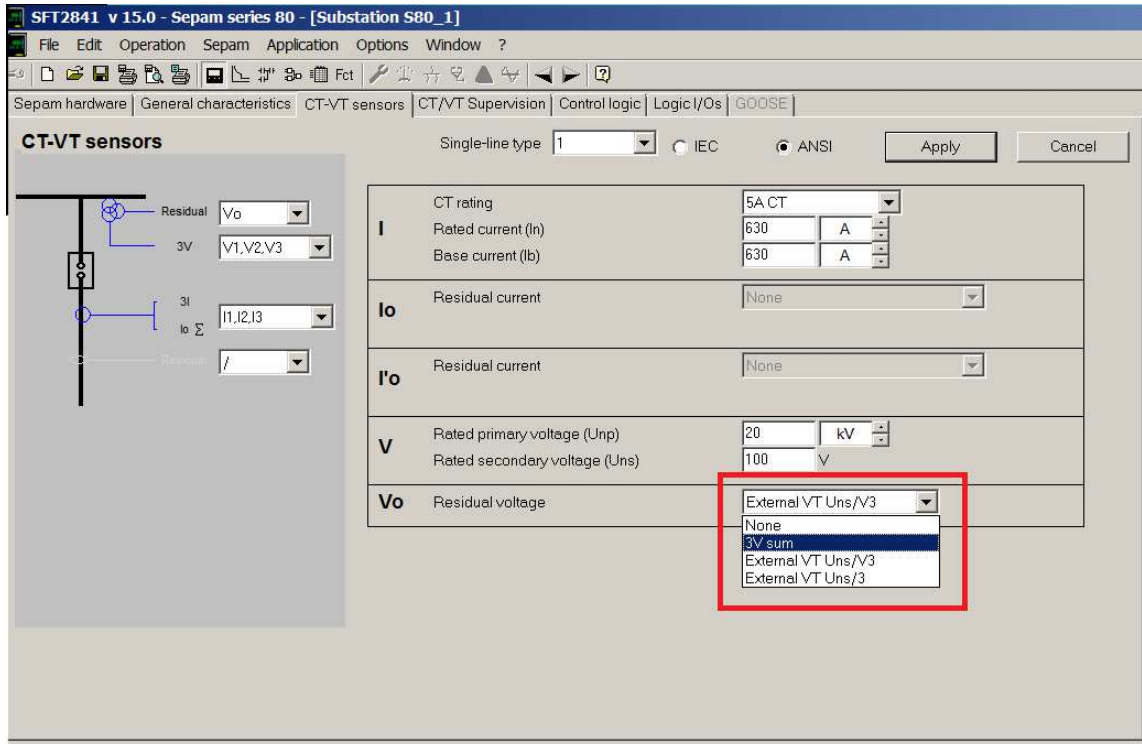 SFT2841 v 15.0 - Sepam series 80 - [Substation S80_1]
File Edit Operation Sepam Application Options Window ?
Fct
Sepam hardware General characteristics CT-VT sensors CT/VT Supervision Control logic Logic I/Os GOOSE
CT-VT sensors
Single-line type 1 IEC ANSI Apply Cancel
Residual Vo
3V V1,V2,V3
3I
Io Σ
I1,I2,I3
Residual /
I
CT rating 5A CT
Rated current (In) 630 A
Base current (Ib) 630 A
Io Residual current None
I'o Residual current None
V
Rated primary voltage (Unp) 20 kV
Rated secondary voltage (Uns) 100 V
Vo Residual voltage External VT Uns/V3
None
3V sum
External VT Uns/V3
External VT Uns/3